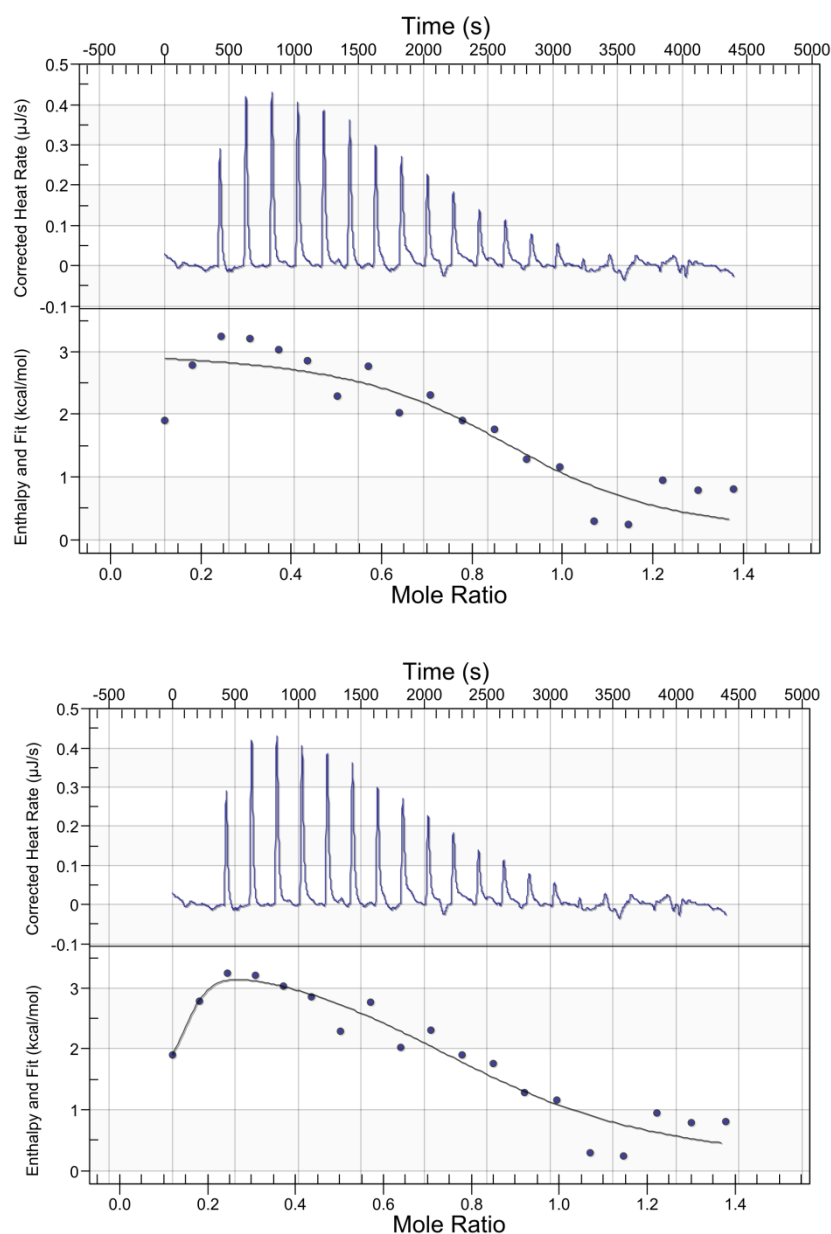 Time (s)
-500 0 500 1000 1500 2000 2500 3000 3500 4000 4500 5000
Corrected Heat Rate (µJ/s)
0.5
0.4
0.3
0.2
0.1
0
-0.1
Enthalpy and Fit (kcal/mol)
3
2
1
0
0.0 0.2 0.4 0.6 0.8 1.0 1.2 1.4
Mole Ratio
Time (s)
-500 0 500 1000 1500 2000 2500 3000 3500 4000 4500 5000
Corrected Heat Rate (µJ/s)
0.5
0.4
0.3
0.2
0.1
0
-0.1
Enthalpy and Fit (kcal/mol)
3
2
1
0
0.0 0.2 0.4 0.6 0.8 1.0 1.2 1.4
Mole Ratio